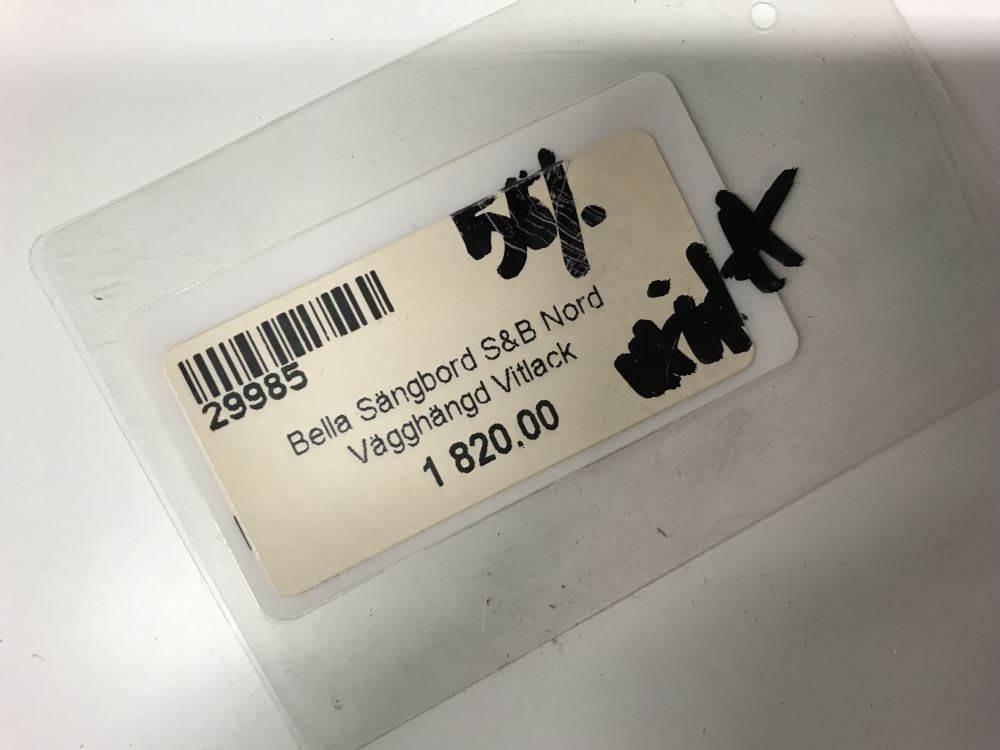 29985
Bella Sängbord S&B Nord
Vägghängd Vitlack
1 820.00